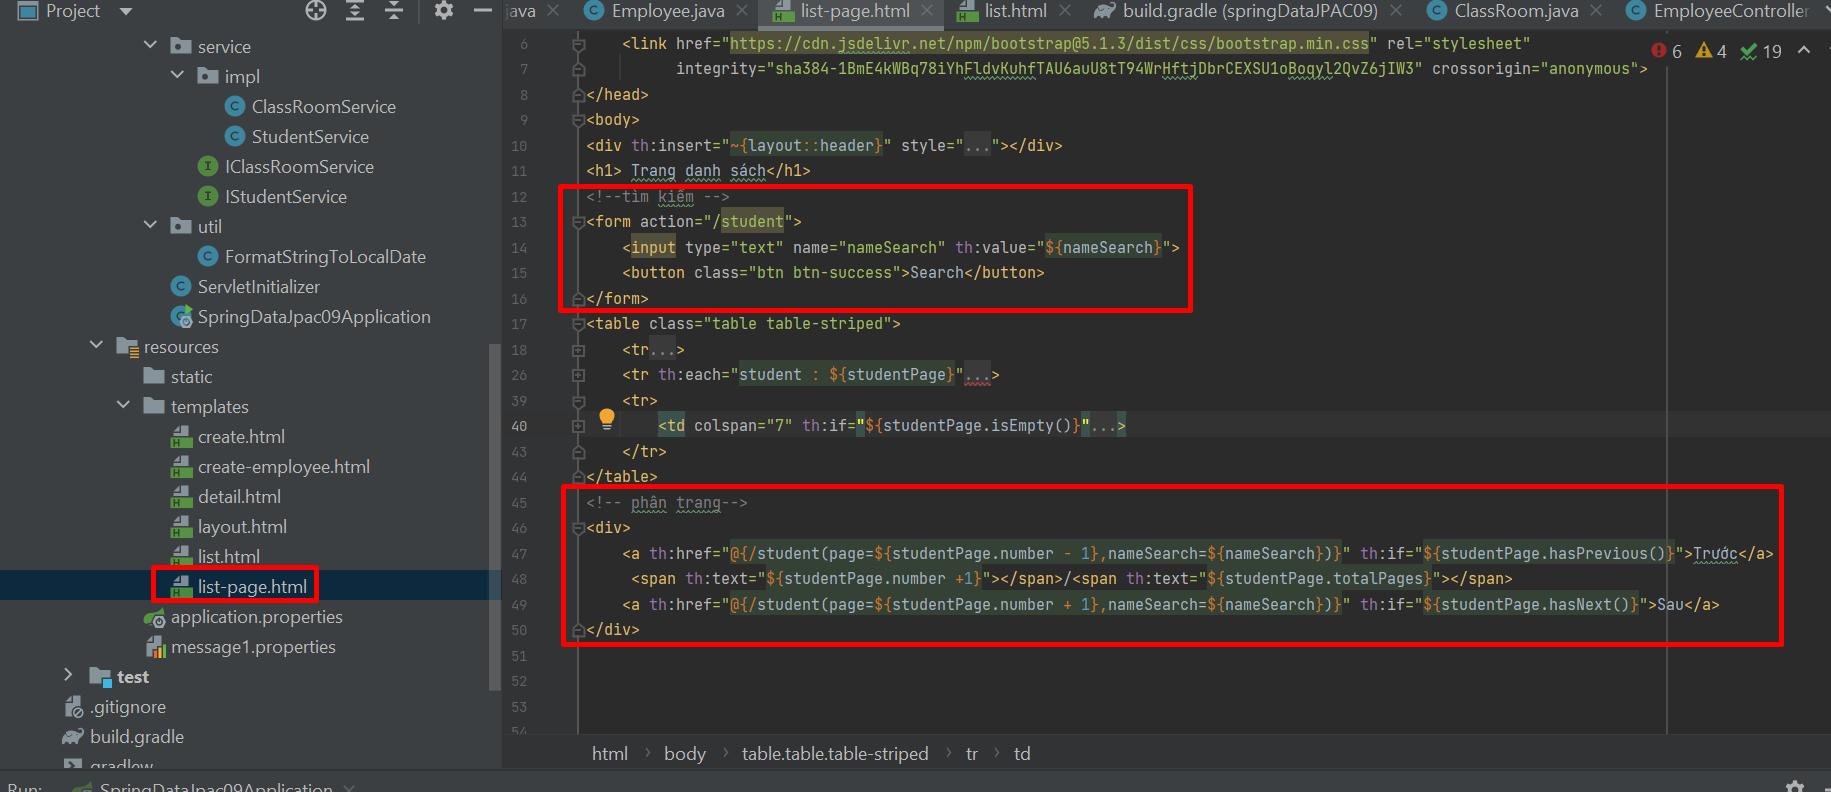 Project
service
impl
ClassRoomService
StudentService
IClassRoomService
IStudentService
util
FormatStringToLocalDate
ServletInitializer
SpringDataJpac09Application
resources
static
templates
create.html
create-employee.html
detail.html
layout.html
list.html
list-page.html
application.properties
message1.properties
test
.gitignore
build.gradle
gradlew
java
Employee.java
list-page.html
list.html
build.gradle (springDataJPAC09)
ClassRoom.java
EmployeeController
6 4 19
6 <link href="https://cdn.jsdelivr.net/npm/bootstrap@5.1.3/dist/css/bootstrap.min.css" rel="stylesheet"
7 integrity="sha384-1BmE4kWBq78iYhFldvKuhfTAU6auU8tT94WrHftjDbrCEXSU1oBoqyl2QvZ6jIW3" crossorigin="anonymous">
8 </head>
9 <body>
10 <div th:insert="~{layout::header}" style="..."></div>
11 <h1> Trang danh sách</h1>
12 <!--tìm kiếm -->
13 <form action="/student">
14 <input type="text" name="nameSearch" th:value="${nameSearch}">
15 <button class="btn btn-success">Search</button>
16 </form>
17 <table class="table table-striped">
18 <tr...>
26 <tr th:each="student : ${studentPage}"...>
39 <tr>
40 <td colspan="7" th:if="${studentPage.isEmpty()}"...>
43 </tr>
44 </table>
45 <!-- phân trang-->
46 <div>
47 <a th:href="@{/student(page=${studentPage.number - 1},nameSearch=${nameSearch})}" th:if="${studentPage.hasPrevious()}">Trước</a>
48 <span th:text="${studentPage.number +1}"></span>/<span th:text="${studentPage.totalPages}"></span>
49 <a th:href="@{/student(page=${studentPage.number + 1},nameSearch=${nameSearch})}" th:if="${studentPage.hasNext()}">Sau</a>
50 </div>
51
52
53
54
html > body > table.table.table-striped > tr > td
Run: SpringDataJpac09Application